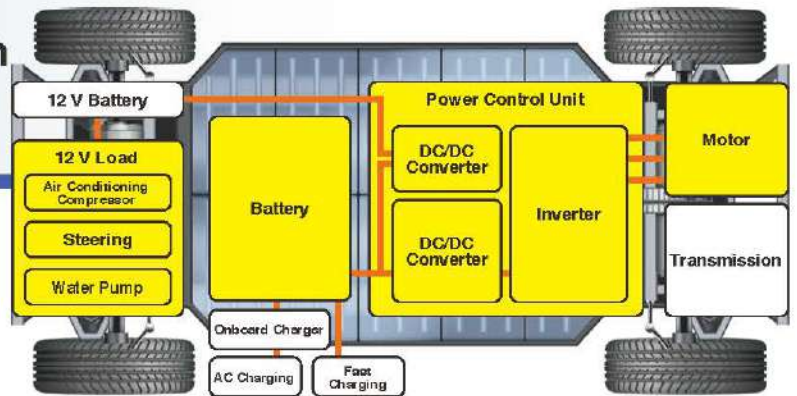 n
12 V Battery
12 V Load
Air Conditioning
Compressor
Steering
Water Pump
Battery
Onboard Charger
AC Charging
Fast
Charging
Power Control Unit
DC/DC
Converter
DC/DC
Converter
Inverter
Motor
Transmission